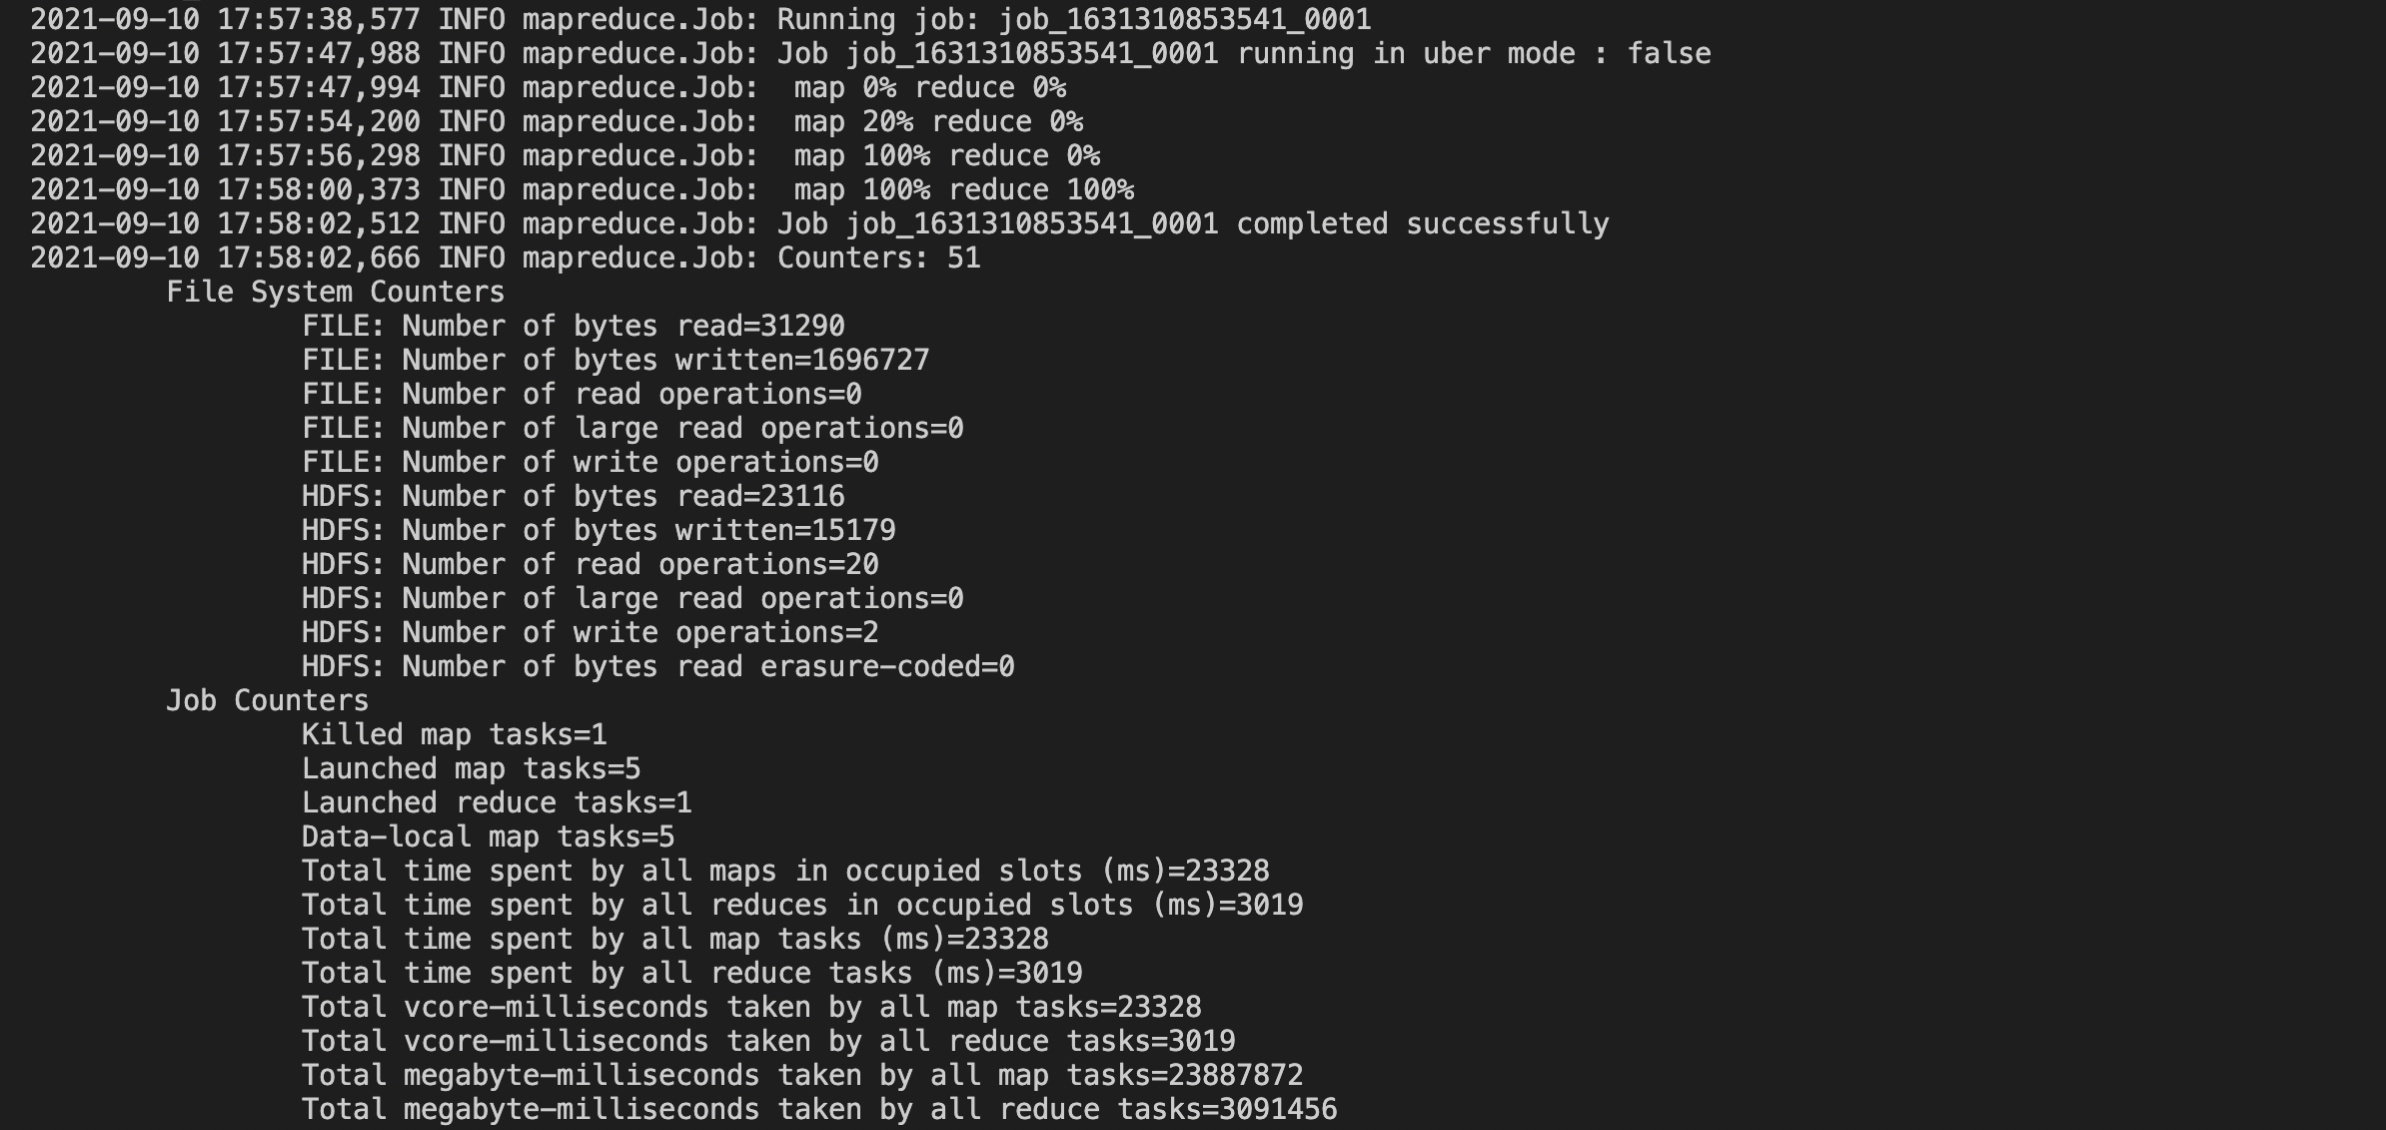 2021-09-10 17:57:38,577 INFO mapreduce.Job: Running job: job_1631310853541_0001
2021-09-10 17:57:47,988 INFO mapreduce.Job: Job job_1631310853541_0001 running in uber mode : false
2021-09-10 17:57:47,994 INFO mapreduce.Job:  map 0% reduce 0%
2021-09-10 17:57:54,200 INFO mapreduce.Job:  map 20% reduce 0%
2021-09-10 17:57:56,298 INFO mapreduce.Job:  map 100% reduce 0%
2021-09-10 17:58:00,373 INFO mapreduce.Job:  map 100% reduce 100%
2021-09-10 17:58:02,512 INFO mapreduce.Job: Job job_1631310853541_0001 completed successfully
2021-09-10 17:58:02,666 INFO mapreduce.Job: Counters: 51
File System Counters
FILE: Number of bytes read=31290
FILE: Number of bytes written=1696727
FILE: Number of read operations=0
FILE: Number of large read operations=0
FILE: Number of write operations=0
HDFS: Number of bytes read=23116
HDFS: Number of bytes written=15179
HDFS: Number of read operations=20
HDFS: Number of large read operations=0
HDFS: Number of write operations=2
HDFS: Number of bytes read erasure-coded=0
Job Counters
Killed map tasks=1
Launched map tasks=5
Launched reduce tasks=1
Data-local map tasks=5
Total time spent by all maps in occupied slots (ms)=23328
Total time spent by all reduces in occupied slots (ms)=3019
Total time spent by all map tasks (ms)=23328
Total time spent by all reduce tasks (ms)=3019
Total vcore-milliseconds taken by all map tasks=23328
Total vcore-milliseconds taken by all reduce tasks=3019
Total megabyte-milliseconds taken by all map tasks=23887872
Total megabyte-milliseconds taken by all reduce tasks=3091456